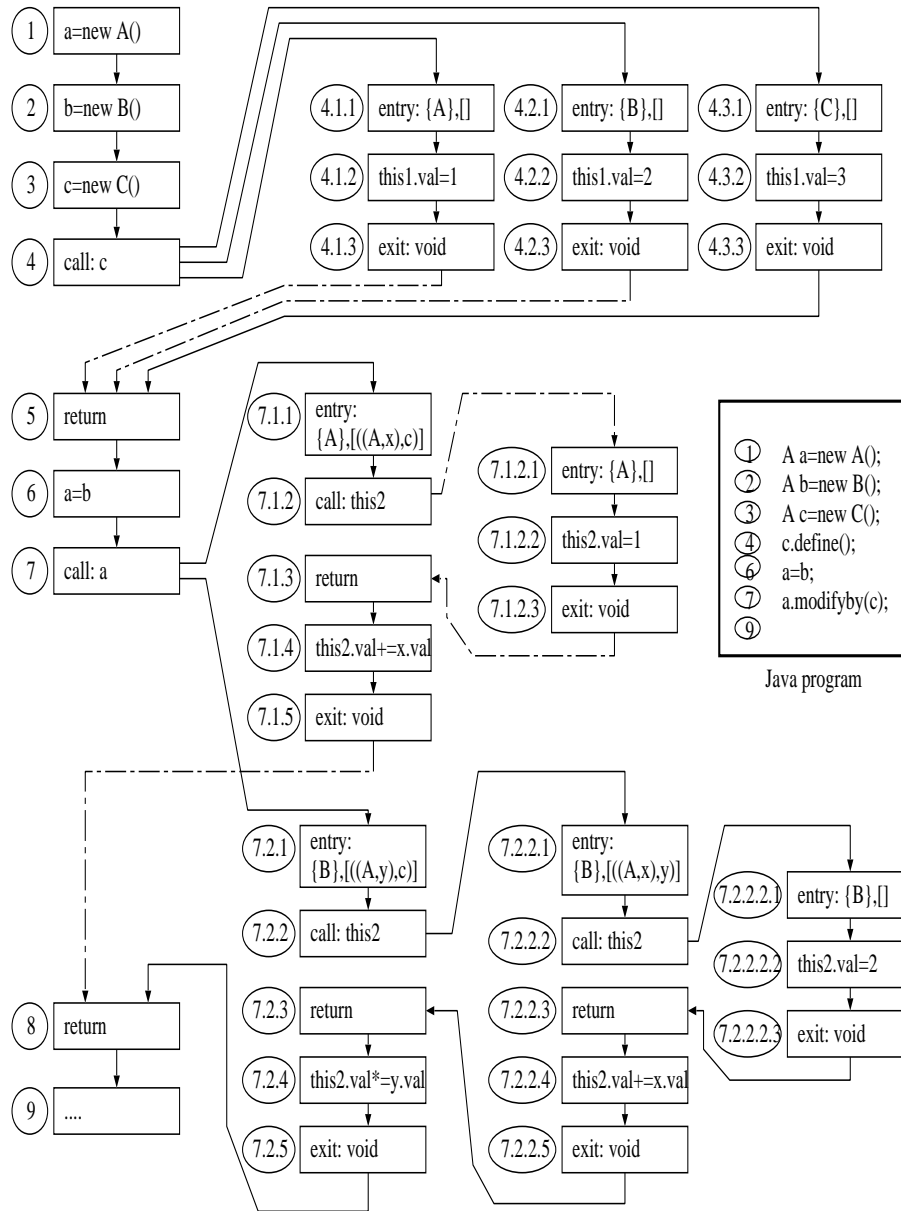 1 a=new A()
2 b=new B()
3 c=new C()
4 call: c
4.1.1 entry: {A},[]
4.1.2 this1.val=1
4.1.3 exit: void
4.2.1 entry: {B},[]
4.2.2 this1.val=2
4.2.3 exit: void
4.3.1 entry: {C},[]
4.3.2 this1.val=3
4.3.3 exit: void
5 return
6 a=b
7 call: a
7.1.1 entry:
{A},[((A,x),c)]
7.1.2 call: this2
7.1.3 return
7.1.4 this2.val+=x.val
7.1.5 exit: void
7.1.2.1 entry: {A},[]
7.1.2.2 this2.val=1
7.1.2.3 exit: void
1 A a=new A();
2 A b=new B();
3 A c=new C();
4 c.define();
6 a=b;
7 a.modifyby(c);
9
Java program
7.2.1 entry:
{B},[((A,y),c)]
7.2.2 call: this2
7.2.3 return
7.2.4 this2.val*=y.val
7.2.5 exit: void
7.2.2.1 entry:
{B},[((A,x),y)]
7.2.2.2 call: this2
7.2.2.3 return
7.2.2.4 this2.val+=x.val
7.2.2.5 exit: void
7.2.2.2.1 entry: {B},[]
7.2.2.2.2 this2.val=2
7.2.2.2.3 exit: void
8 return
9 ....